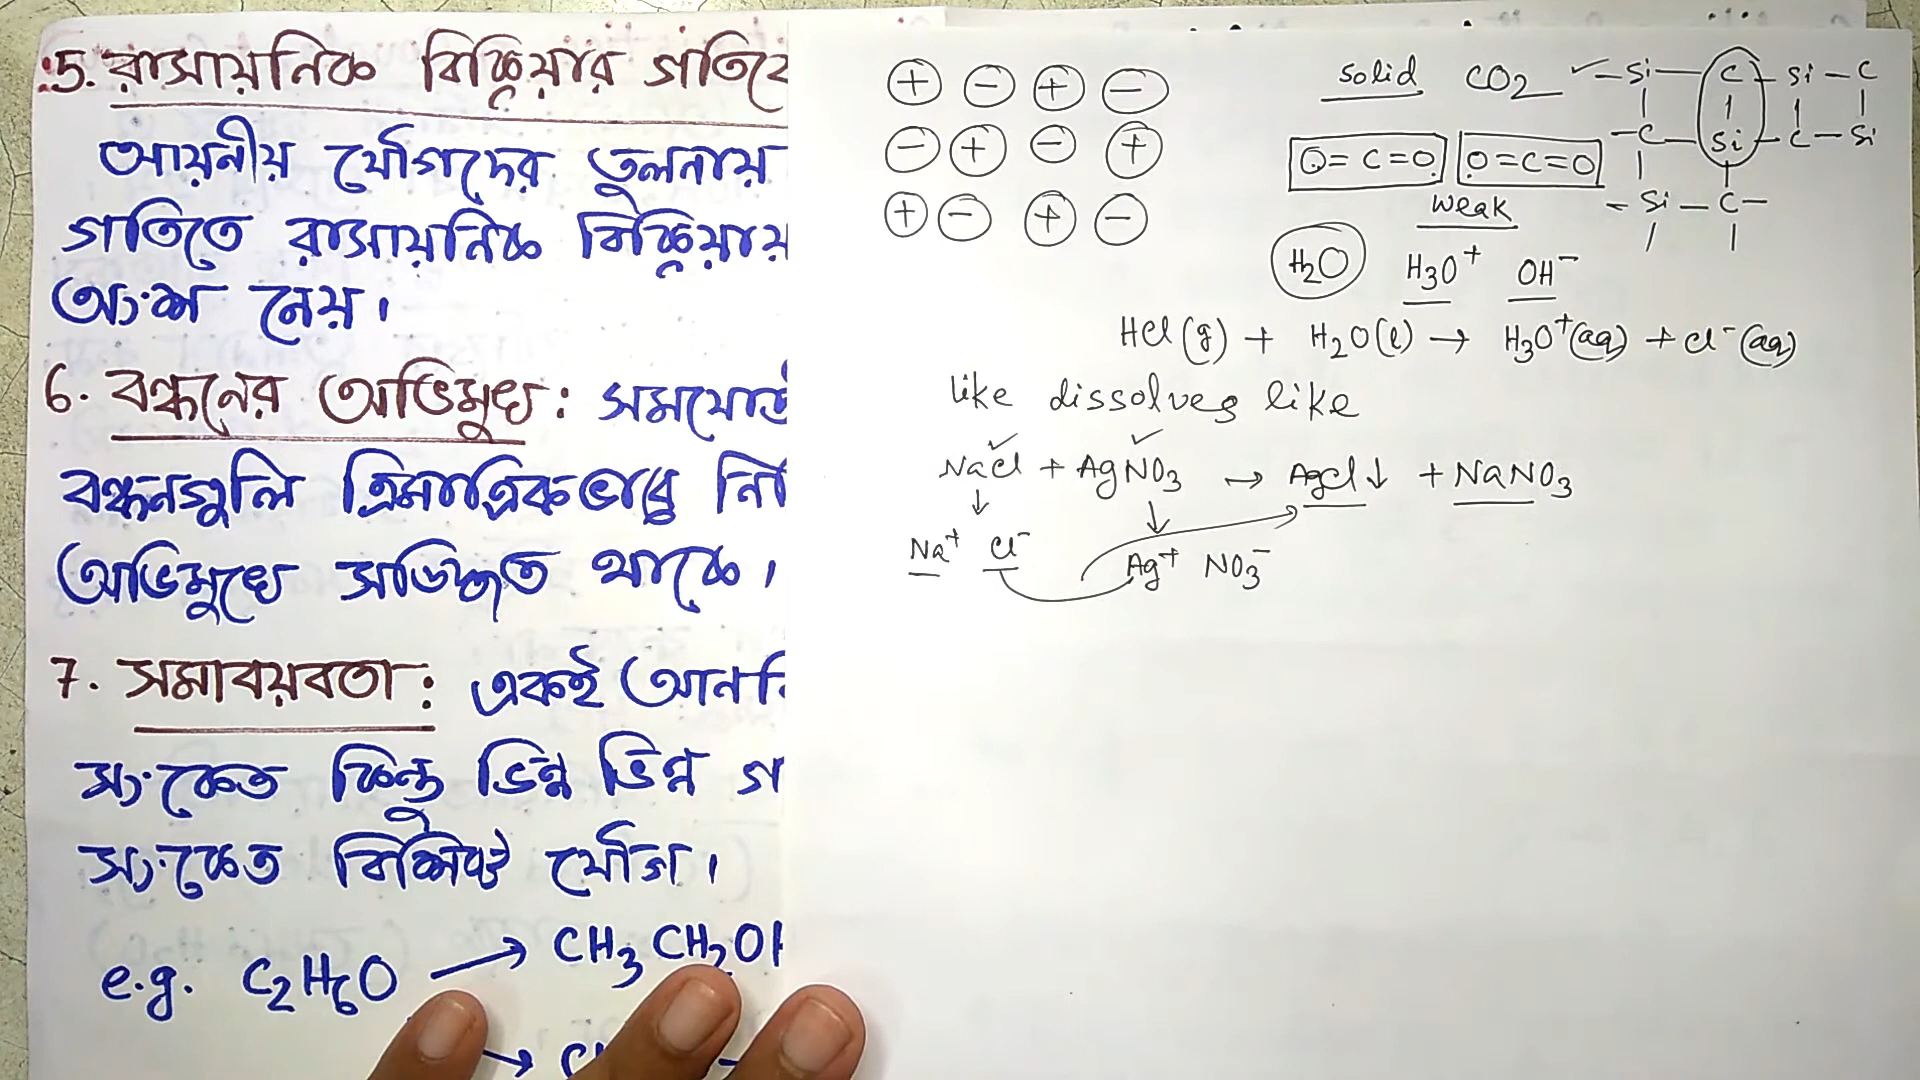 5. রাসায়নিক বিক্রিয়ার গতিবে
আয়নীয় যৌগদের তুলনায়
গতিতে রাসায়নিক বিক্রিয়ায়
অংশ নেয়।
6. বন্ধনের অভিমুখ : সমযোজ
বন্ধনগুলি ত্রিমাত্রিকভাবে নি
অভিমুখে সজ্জিত থাকে।
7. সমাবয়বতা : একই আনবি
সংকেত কিন্তু ভিন্ন ভিন্ন গ
সংকেত বিশিষ্ট যৌগ।
e.g. C2H6O → CH3CH2OH
→
+ − + −
− + − +
+ − + −
solid CO2 ✓ –Si – C – Si – C
–C – Si – C – Si
O=C=O O=C=O
weak – Si – C –
H2O H3O+ OH−
HCl(g) + H2O(l) → H3O+(aq) + Cl−(aq)
like dissolves like
NaCl + AgNO3 → AgCl↓ + NaNO3
Na+ Cl− Ag+ NO3−